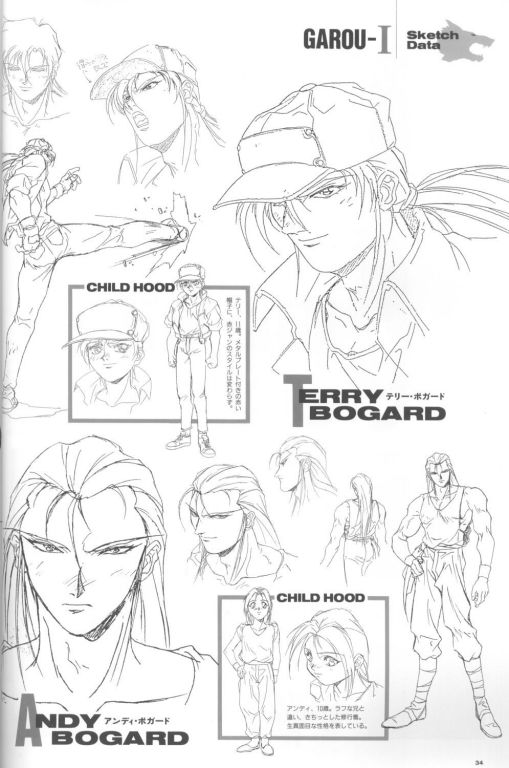 GAROU-I
Sketch
Data
CHILD HOOD
テリー、11歳。メタルプレート付きの赤い
帽子に、赤ジャンのスタイルは変わらず。
TERRY テリー・ボガード
BOGARD
CHILD HOOD
アンディ、10歳。ラフな兄と
違い、きちっとした修行着。
生真面目な性格を表している。
ANDY アンディ・ボガード
BOGARD
34